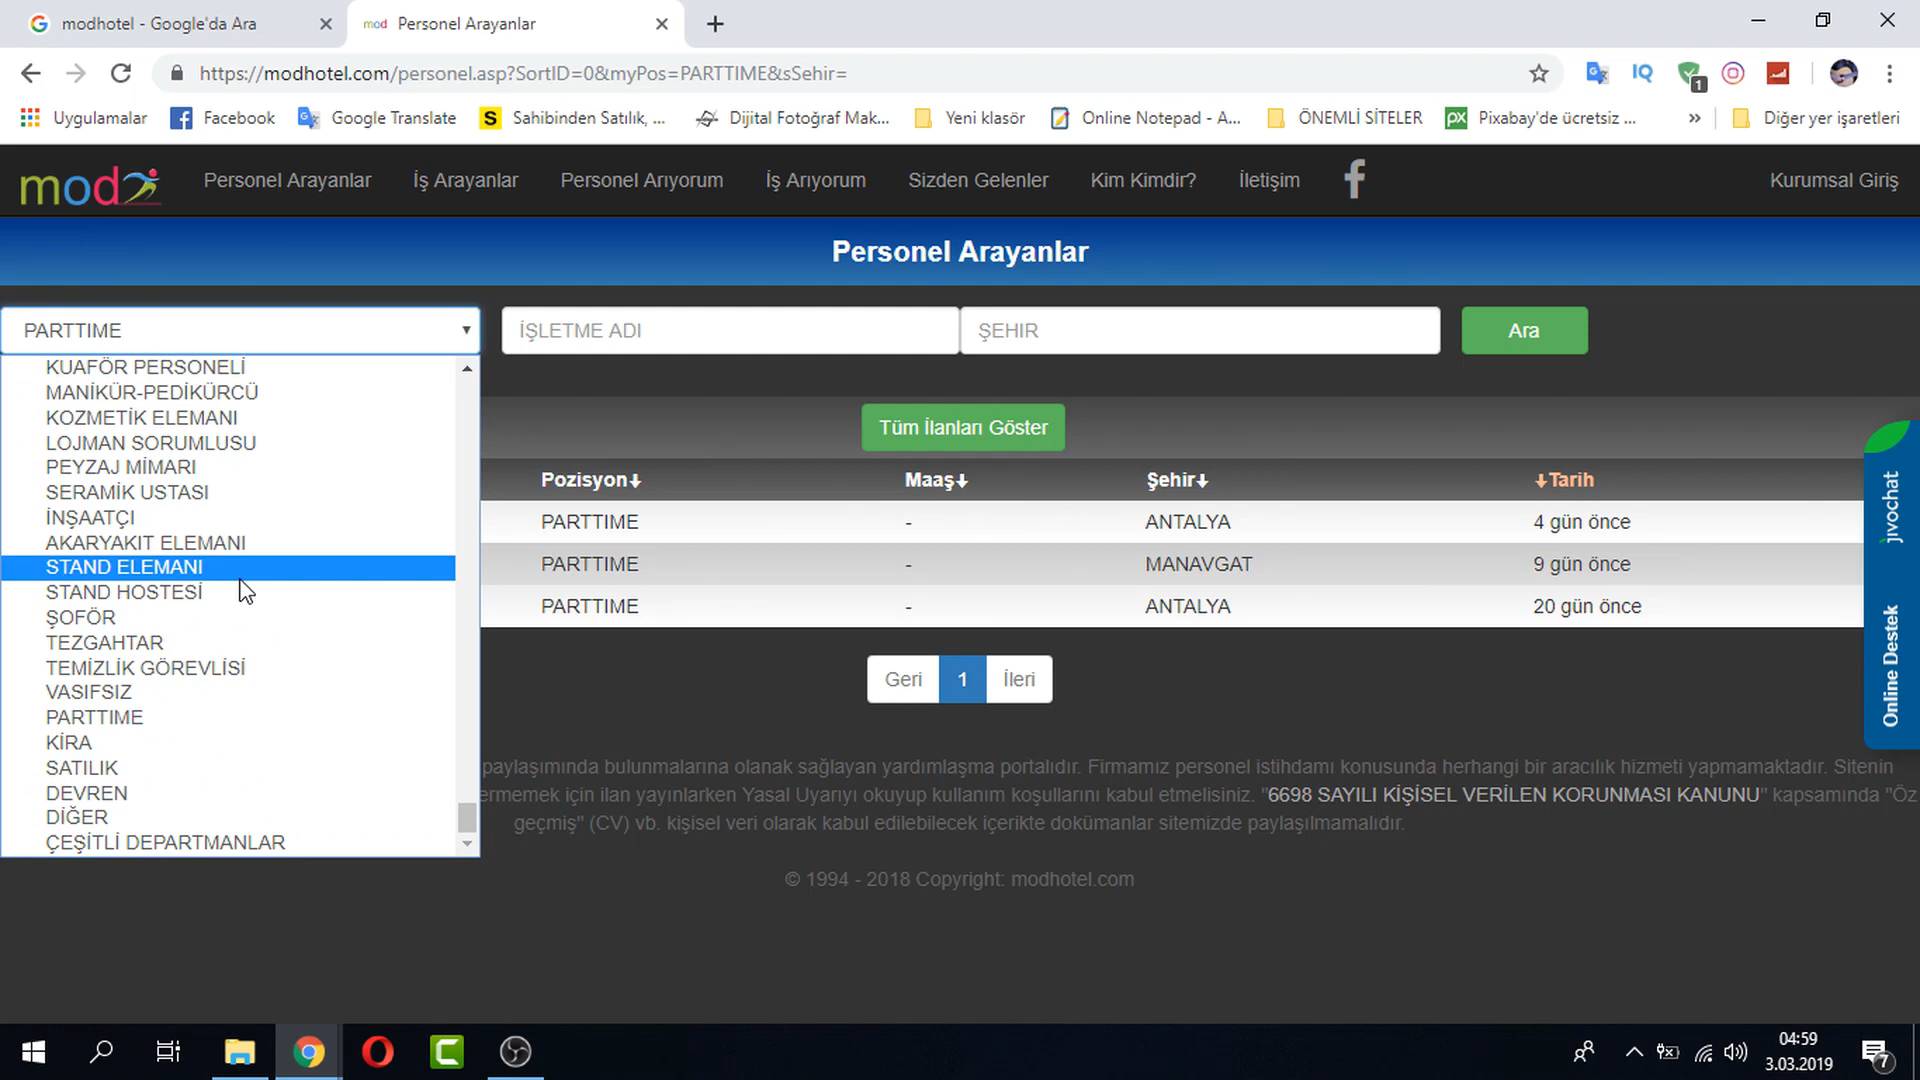 modhotel - Google'da Ara
mod Personel Arayanlar
https://modhotel.com/personel.asp?SortID=0&myPos=PARTTIME&sSehir=
IQ
1
Uygulamalar Facebook Google Translate S Sahibinden Satılık, ... Dijital Fotoğraf Mak... Yeni klasör Online Notepad - A... ÖNEMLİ SİTELER px Pixabay'de ücretsiz ... » Diğer yer işaretleri
mod Personel Arayanlar İş Arayanlar Personel Arıyorum İş Arıyorum Sizden Gelenler Kim Kimdir? İletişim f Kurumsal Giriş
Personel Arayanlar
PARTTIME İŞLETME ADI ŞEHIR Ara
KUAFÖR PERSONELİ
MANİKÜR-PEDİKÜRCÜ
KOZMETİK ELEMANI
LOJMAN SORUMLUSU
PEYZAJ MİMARI
SERAMİK USTASI
İNŞAATÇI
AKARYAKIT ELEMANI
STAND ELEMANI
STAND HOSTESİ
ŞOFÖR
TEZGAHTAR
TEMİZLİK GÖREVLİSİ
VASIFSIZ
PARTTIME
KİRA
SATILIK
DEVREN
DİĞER
ÇEŞİTLİ DEPARTMANLAR
Tüm İlanları Göster
Pozisyon Maaş Şehir Tarih
PARTTIME - ANTALYA 4 gün önce
PARTTIME - MANAVGAT 9 gün önce
PARTTIME - ANTALYA 20 gün önce
Geri 1 İleri
jivochat
Online Destek
paylaşımında bulunmalarına olanak sağlayan yardımlaşma portalıdır. Firmamız personel istihdamı konusunda herhangi bir aracılık hizmeti yapmamaktadır. Sitenin
ermemek için ilan yayınlarken Yasal Uyarıyı okuyup kullanım koşullarını kabul etmelisiniz. "6698 SAYILI KİŞİSEL VERİLEN KORUNMASI KANUNU" kapsamında "Öz
geçmiş" (CV) vb. kişisel veri olarak kabul edilebilecek içerikte dokümanlar sitemizde paylaşılmamalıdır.
© 1994 - 2018 Copyright: modhotel.com
04:59
3.03.2019
7